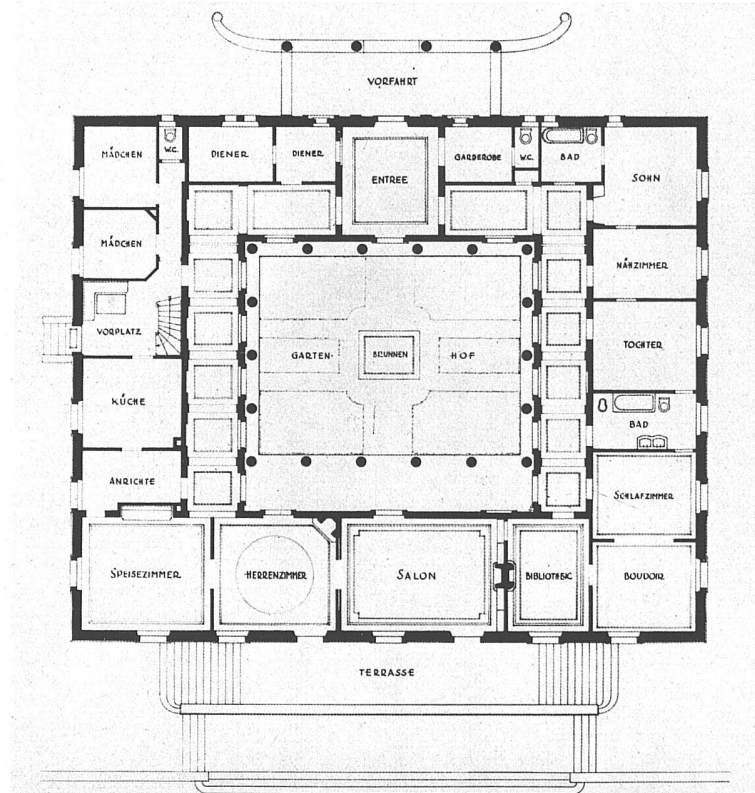 VORFAHRT
MÄDCHEN
W.C.
DIENER
DIENER
ENTREE
GARDEROBE
W.C.
BAD
SOHN
MÄDCHEN
NÄHZIMMER
VORPLATZ
GARTEN-
BRUNNEN
HOF
TOCHTER
KÜCHE
BAD
ANRICHTE
SCHLAFZIMMER
SPEISEZIMMER
HERRENZIMMER
SALON
BIBLIOTHEK
BOUDOIR
TERRASSE